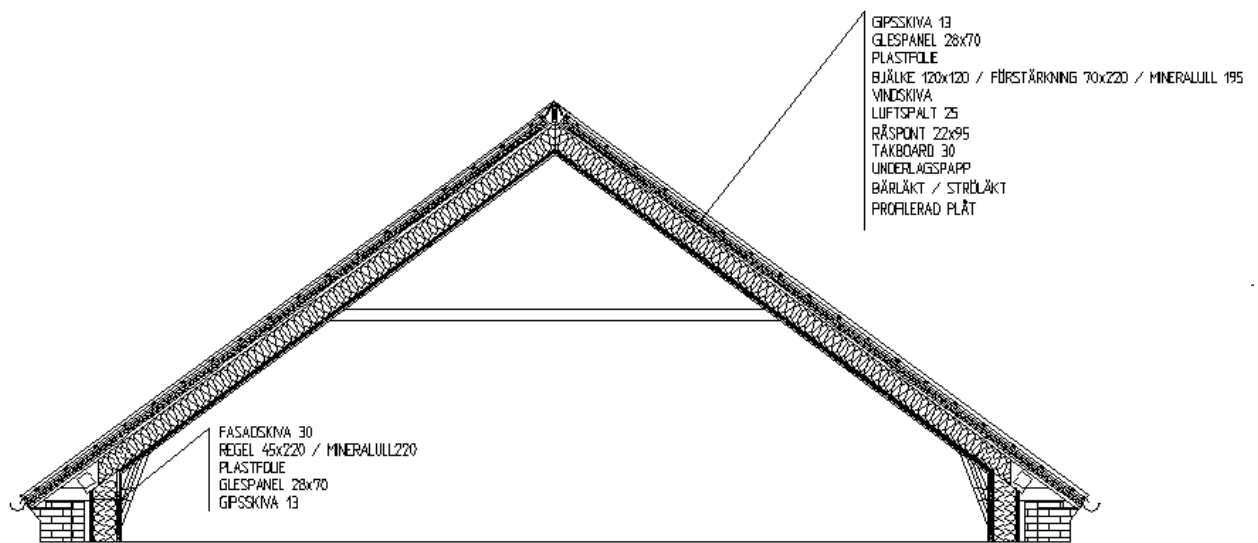 GIPSSKIVA 13
GLESPANEL 28x70
PLASTFOLIE
BJÄLKE 120x120 / FÖRSTÄRKNING 70x220 / MINERALULL 195
VINDSKIVA
LUFTSPALT 25
RÅSPONT 22x95
TAKBOARD 30
UNDERLAGSPAPP
BÄRLÄKT / STRÖLÄKT
PROFILERAD PLÅT
FASADSKIVA 30
REGEL 45x220 / MINERALULL220
PLASTFOLIE
GLESPANEL 28x70
GIPSSKIVA 13